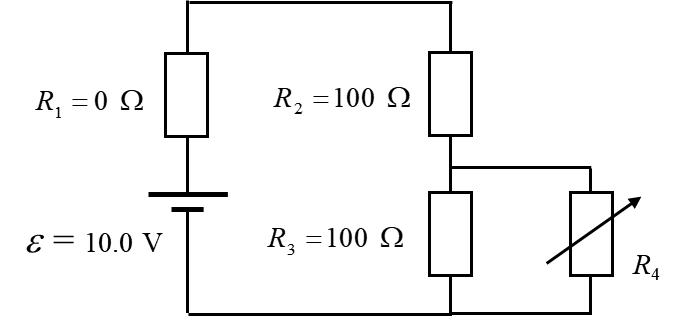 R₁ = 0 Ω
R₂ = 100 Ω
ε = 10.0 V
R₃ = 100 Ω
R₄